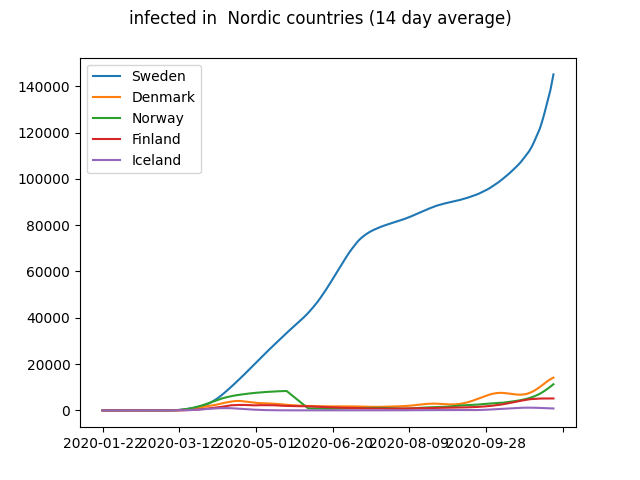 infected in  Nordic countries (14 day average)
Sweden
Denmark
Norway
Finland
Iceland
140000
120000
100000
80000
60000
40000
20000
0
2020-01-22 2020-03-12 2020-05-01 2020-06-20 2020-08-09 2020-09-28